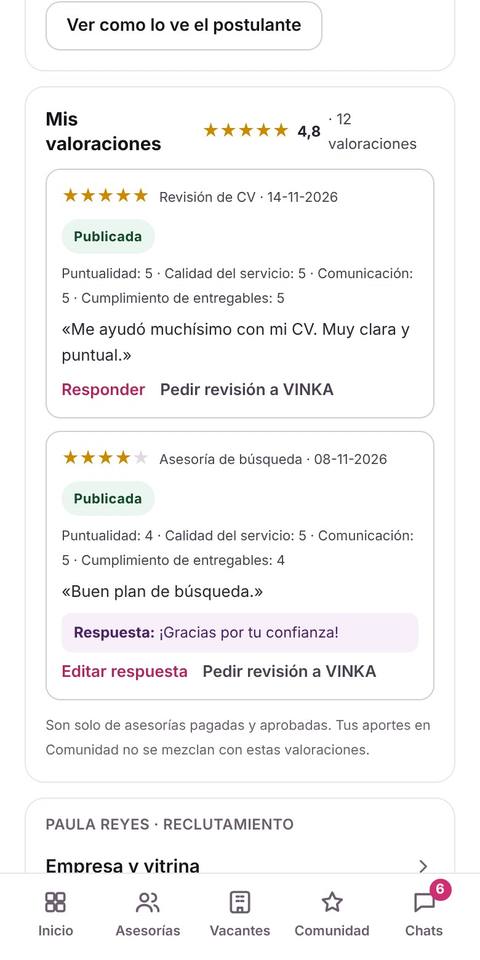 Ver como lo ve el postulante
Mis valoraciones
★★★★★ 4,8 · 12 valoraciones
★★★★★ Revisión de CV · 14-11-2026
Publicada
Puntualidad: 5 · Calidad del servicio: 5 · Comunicación:
5 · Cumplimiento de entregables: 5
«Me ayudó muchísimo con mi CV. Muy clara y
puntual.»
Responder Pedir revisión a VINKA
★★★★★ Asesoría de búsqueda · 08-11-2026
Publicada
Puntualidad: 4 · Calidad del servicio: 5 · Comunicación:
5 · Cumplimiento de entregables: 4
«Buen plan de búsqueda.»
Respuesta: ¡Gracias por tu confianza!
Editar respuesta Pedir revisión a VINKA
Son solo de asesorías pagadas y aprobadas. Tus aportes en
Comunidad no se mezclan con estas valoraciones.
PAULA REYES · RECLUTAMIENTO
Empresa y vitrina
6
Inicio Asesorías Vacantes Comunidad Chats